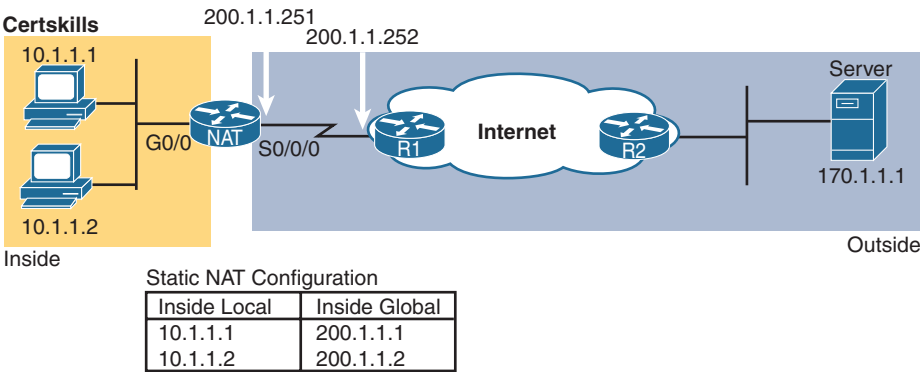 Certskills
200.1.1.251
200.1.1.252
10.1.1.1
Server
G0/0
NAT
S0/0/0
R1
Internet
R2
170.1.1.1
10.1.1.2
Inside
Outside
Static NAT Configuration
Inside Local Inside Global
10.1.1.1 200.1.1.1
10.1.1.2 200.1.1.2